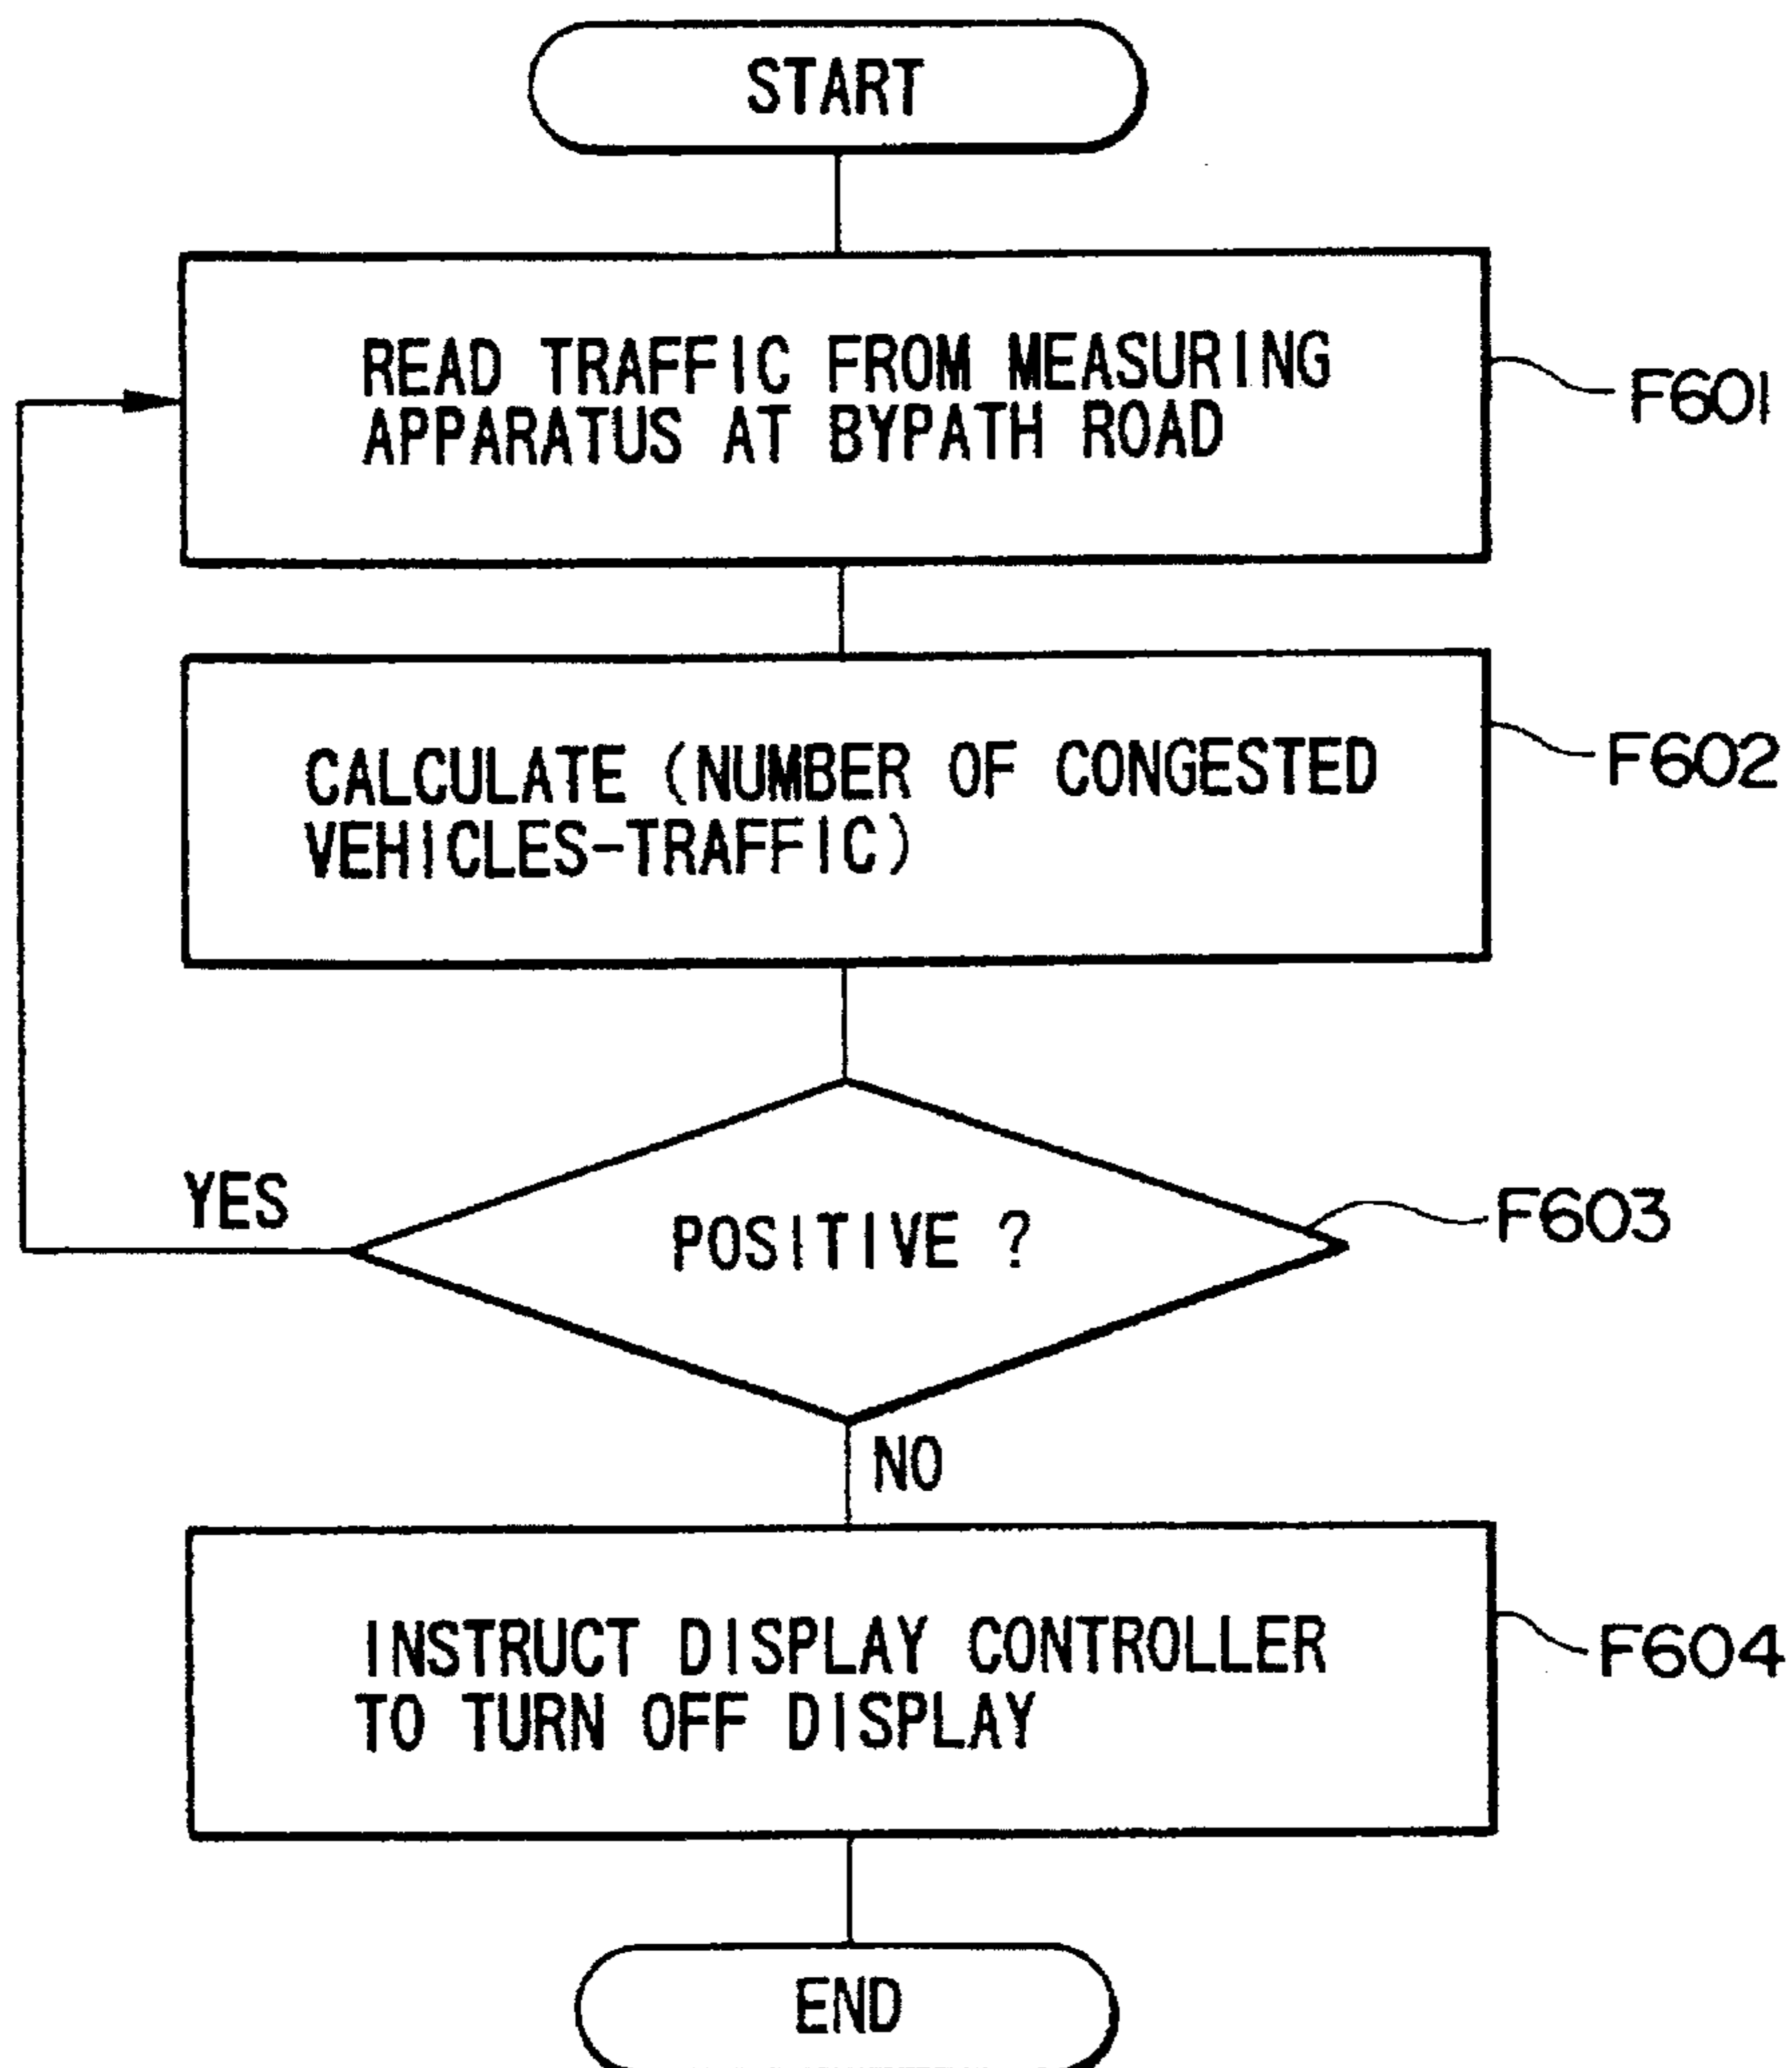 START
READ TRAFFIC FROM MEASURING
APPARATUS AT BYPATH ROAD
F601
CALCULATE (NUMBER OF CONGESTED
VEHICLES-TRAFFIC)
F602
YES
POSITIVE ?
F603
NO
INSTRUCT DISPLAY CONTROLLER
TO TURN OFF DISPLAY
F604
END